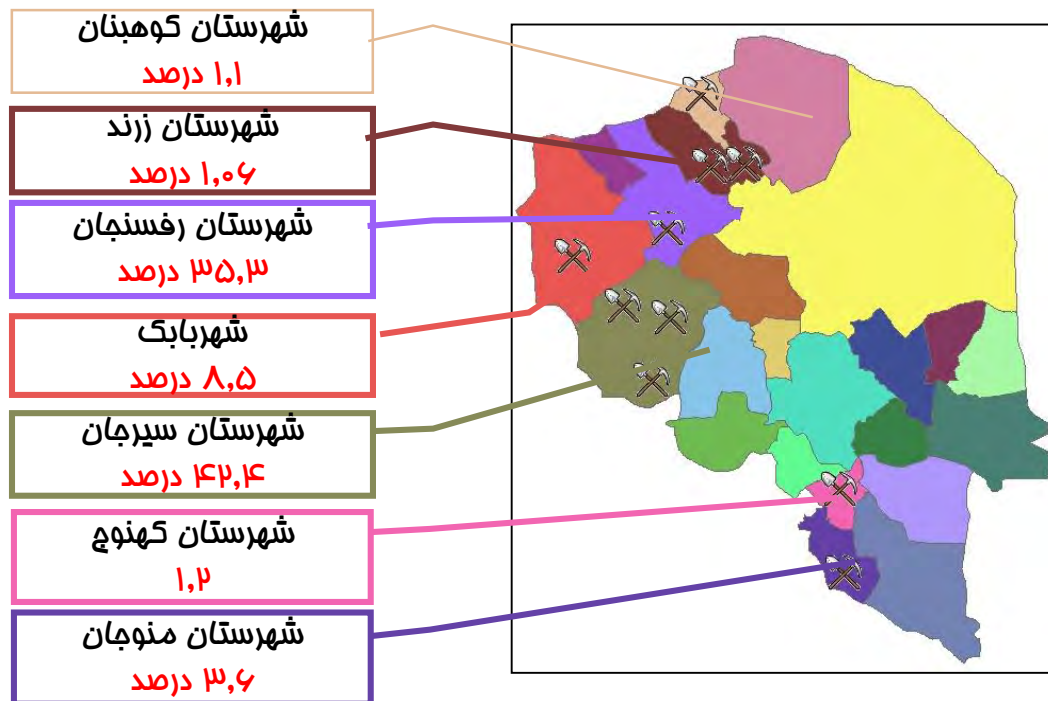 شهرستان کوهبنان
۱,۱ درصد
شهرستان زرند
۱,۰۶ درصد
شهرستان رفسنجان
۳۵,۳ درصد
شهربابک
۸,۵ درصد
شهرستان سیرجان
۴۲,۴ درصد
شهرستان کهنوج
۱,۲
شهرستان منوجان
۳,۶ درصد